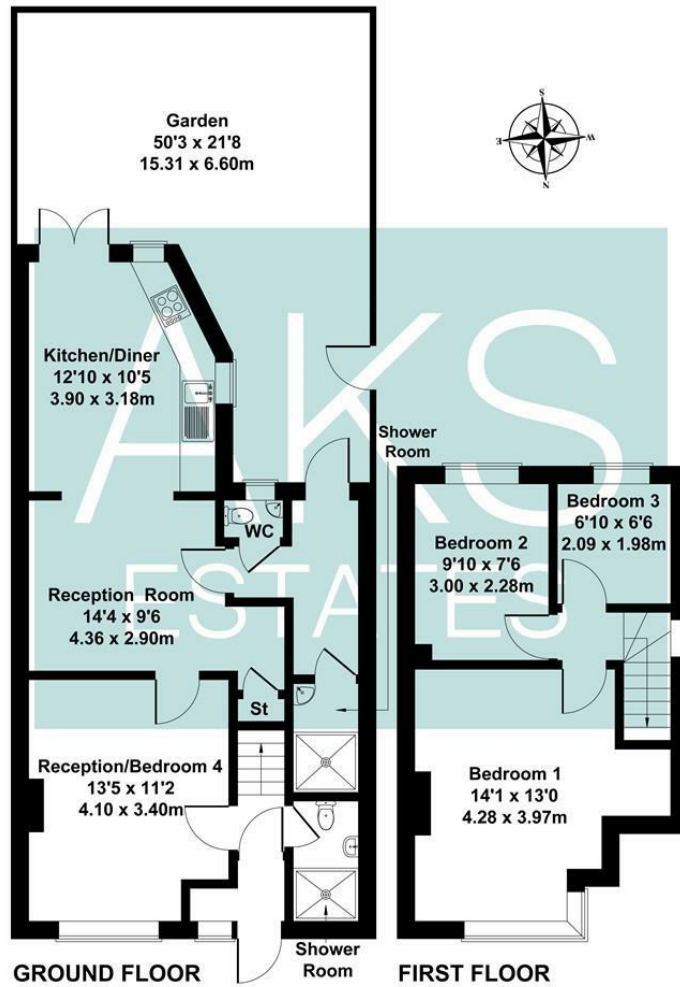 Garden
50'3 x 21'8
15.31 x 6.60m
S
E
W
N
Kitchen/Diner
12'10 x 10'5
3.90 x 3.18m
AKS
ESTATES
Shower
Room
WC
Bedroom 2
9'10 x 7'6
3.00 x 2.28m
Bedroom 3
6'10 x 6'6
2.09 x 1.98m
Reception Room
14'4 x 9'6
4.36 x 2.90m
St
Reception/Bedroom 4
13'5 x 11'2
4.10 x 3.40m
Bedroom 1
14'1 x 13'0
4.28 x 3.97m
Shower
Room
GROUND FLOOR
FIRST FLOOR